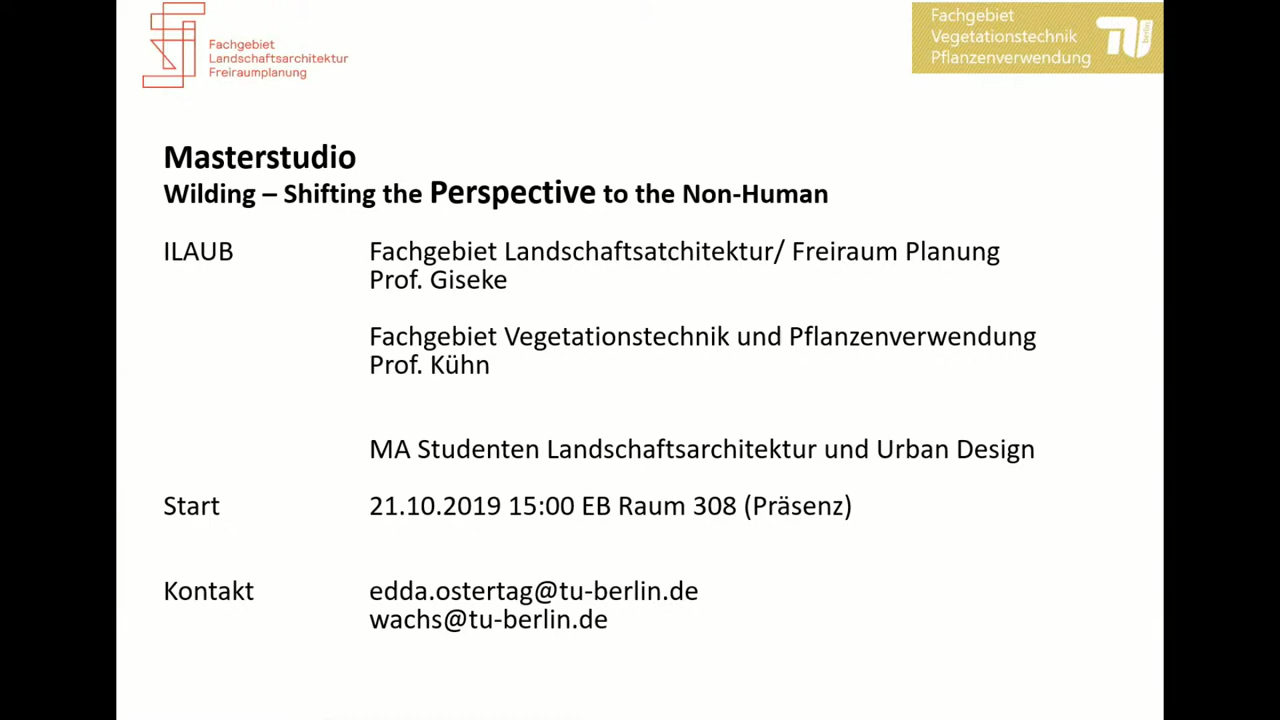 Fachgebiet
Landschaftsarchitektur
Freiraumplanung
Fachgebiet
Vegetationstechnik
Pflanzenverwendung
TU
berlin
Masterstudio
Wilding – Shifting the Perspective to the Non-Human
ILAUB Fachgebiet Landschaftsatchitektur/ Freiraum Planung
Prof. Giseke
Fachgebiet Vegetationstechnik und Pflanzenverwendung
Prof. Kühn
MA Studenten Landschaftsarchitektur und Urban Design
Start 21.10.2019 15:00 EB Raum 308 (Präsenz)
Kontakt edda.ostertag@tu-berlin.de
wachs@tu-berlin.de